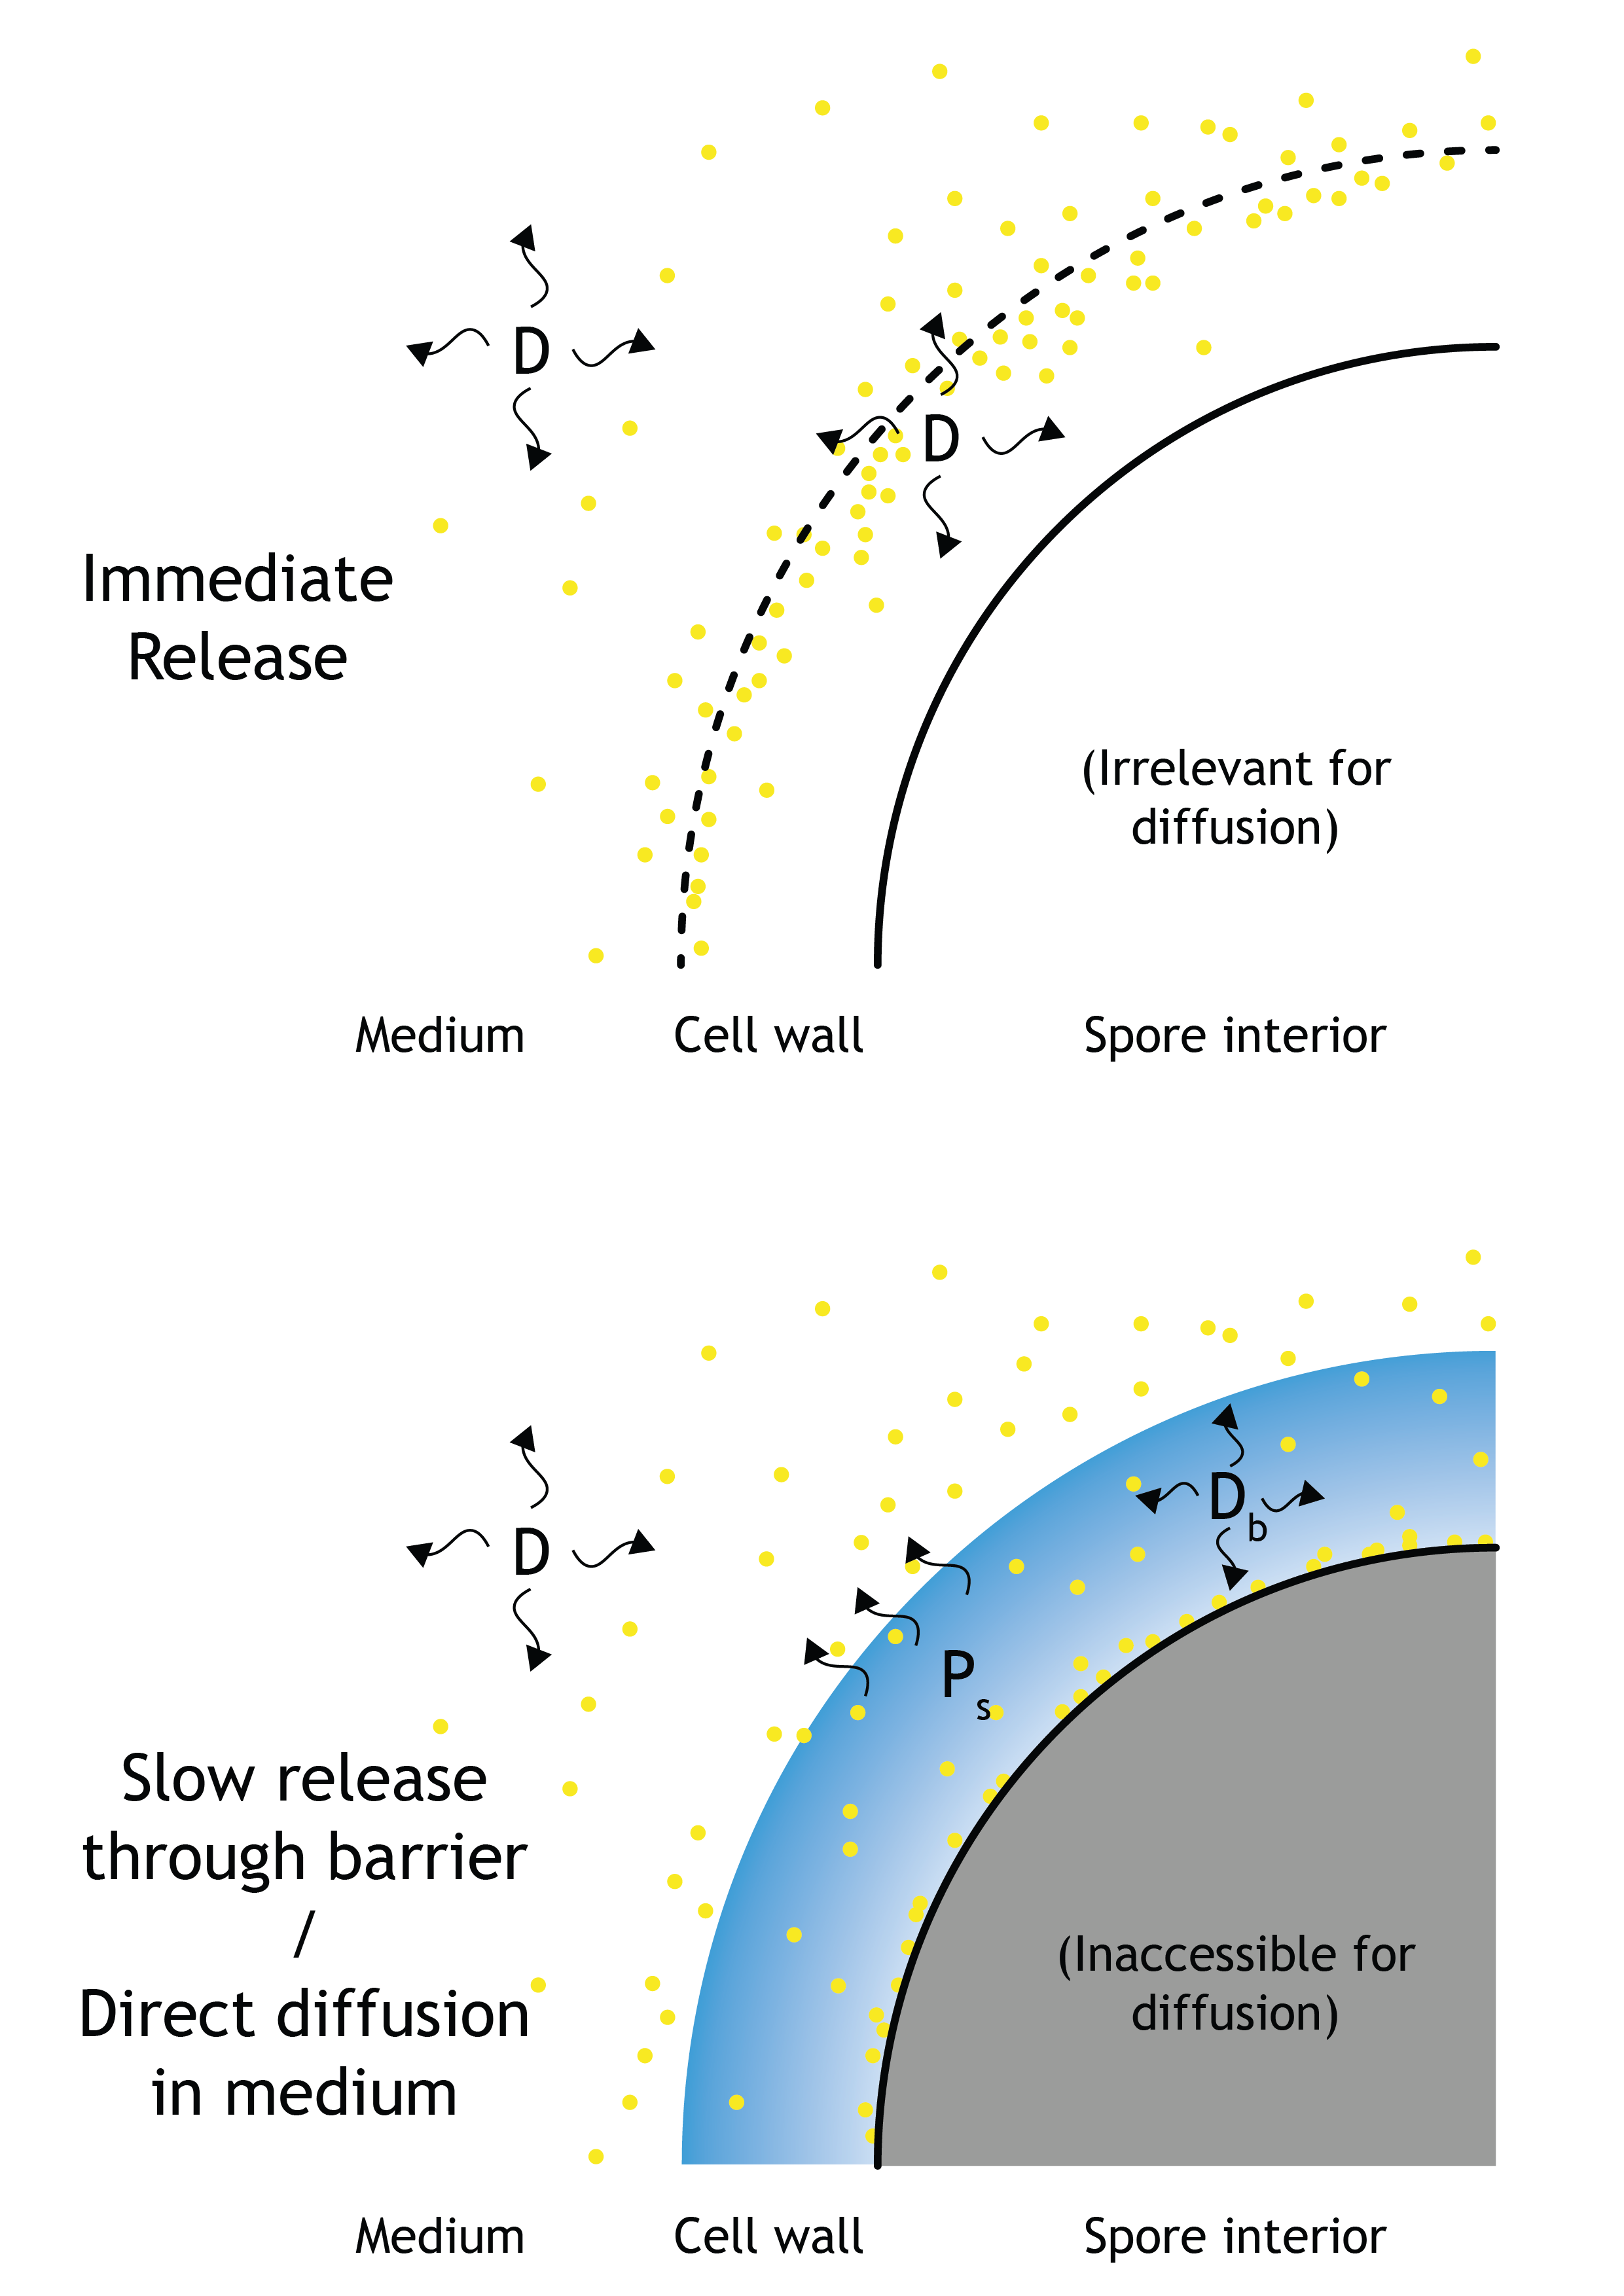 D
D
Immediate
Release
(Irrelevant for
diffusion)
Medium
Cell wall
Spore interior
D
D_b
P_s
Slow release
through barrier
/
Direct diffusion
in medium
(Inaccessible for
diffusion)
Medium
Cell wall
Spore interior